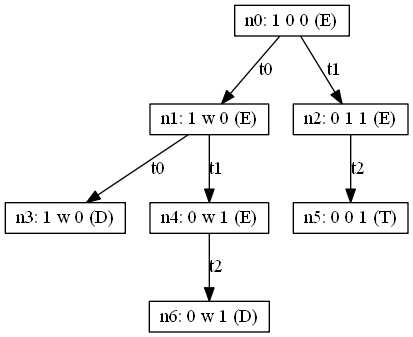 n0: 1 0 0 (E)
t0
t1
n1: 1 w 0 (E)
n2: 0 1 1 (E)
t0
t1
t2
n3: 1 w 0 (D)
n4: 0 w 1 (E)
n5: 0 0 1 (T)
t2
n6: 0 w 1 (D)